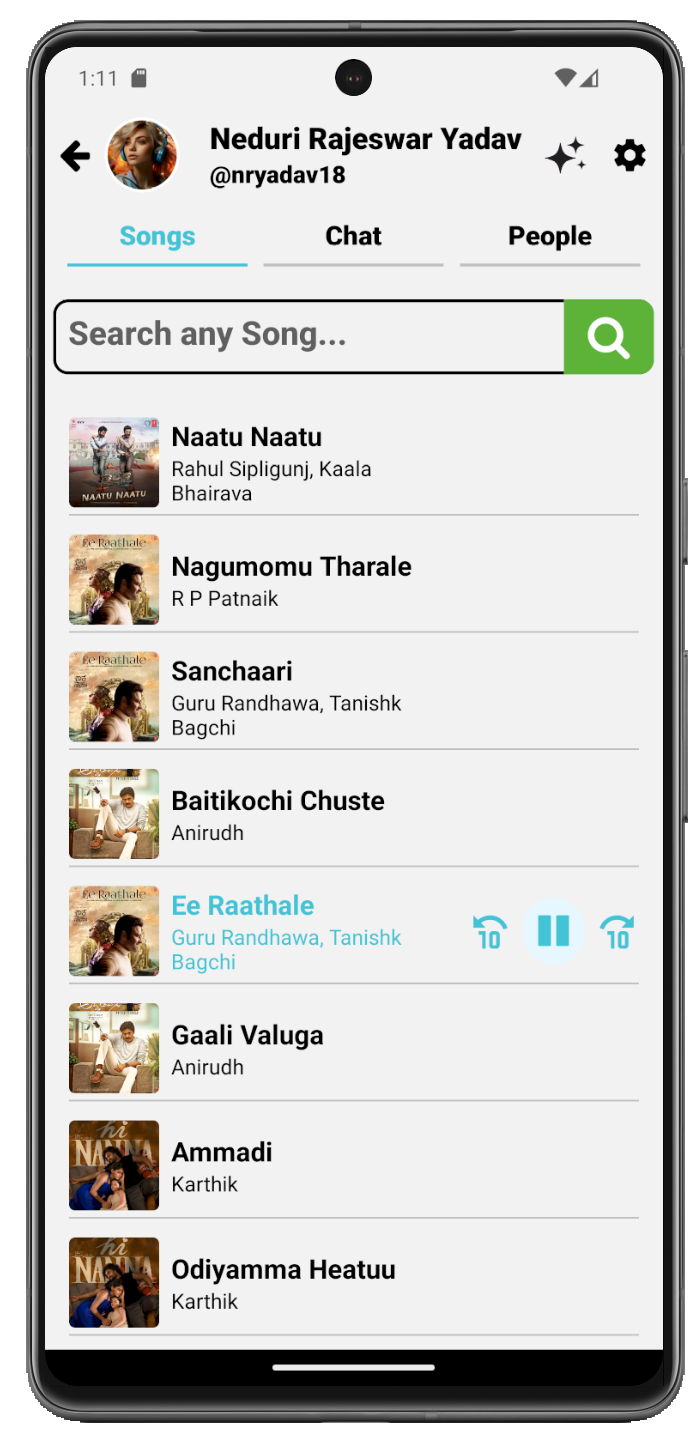 1:11
Neduri Rajeswar Yadav
@nryadav18
Songs
Chat
People
Search any Song...
NAATU NAATU
Naatu Naatu
Rahul Sipligunj, Kaala
Bhairava
Ee Raathale
Nagumomu Tharale
R P Patnaik
Ee Raathale
Sanchaari
Guru Randhawa, Tanishk
Bagchi
Baitikochi Chuste
Anirudh
Ee Raathale
Ee Raathale
Guru Randhawa, Tanishk
Bagchi
10
10
Gaali Valuga
Anirudh
hi
NANNA
Ammadi
Karthik
hi
NANNA
Odiyamma Heatuu
Karthik